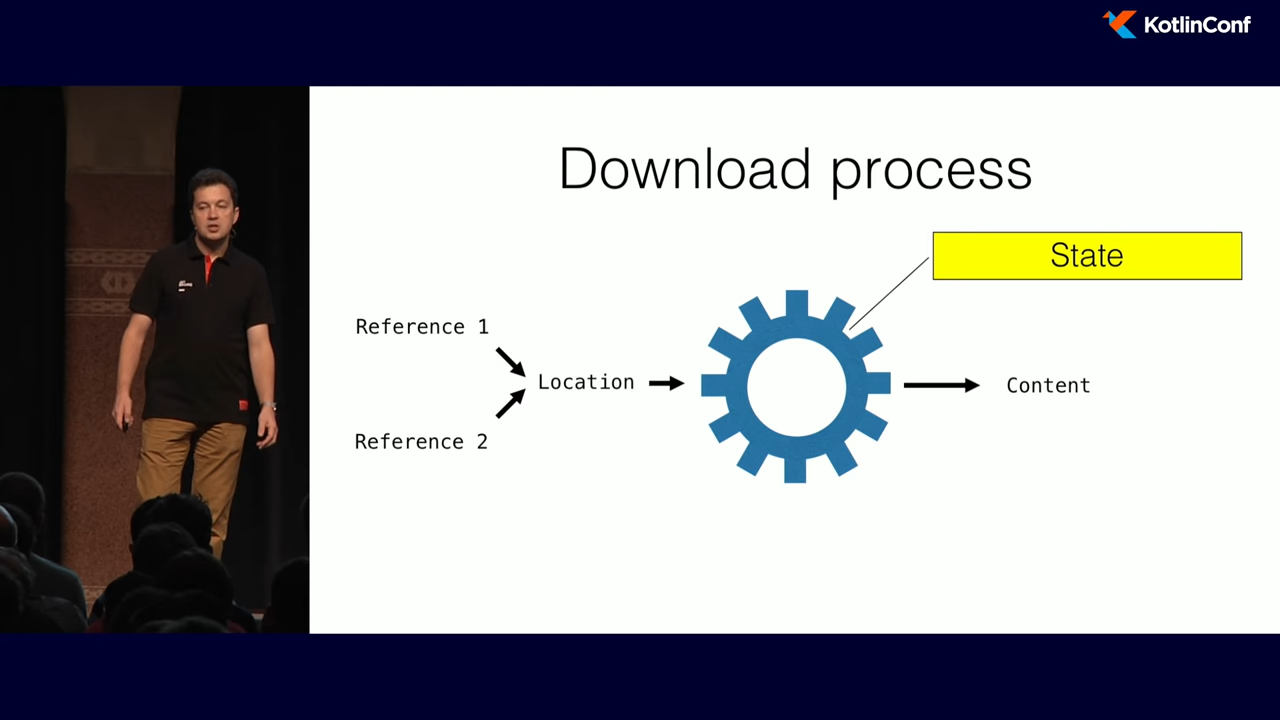 KotlinConf
Download process
State
Reference 1
Location
Content
Reference 2